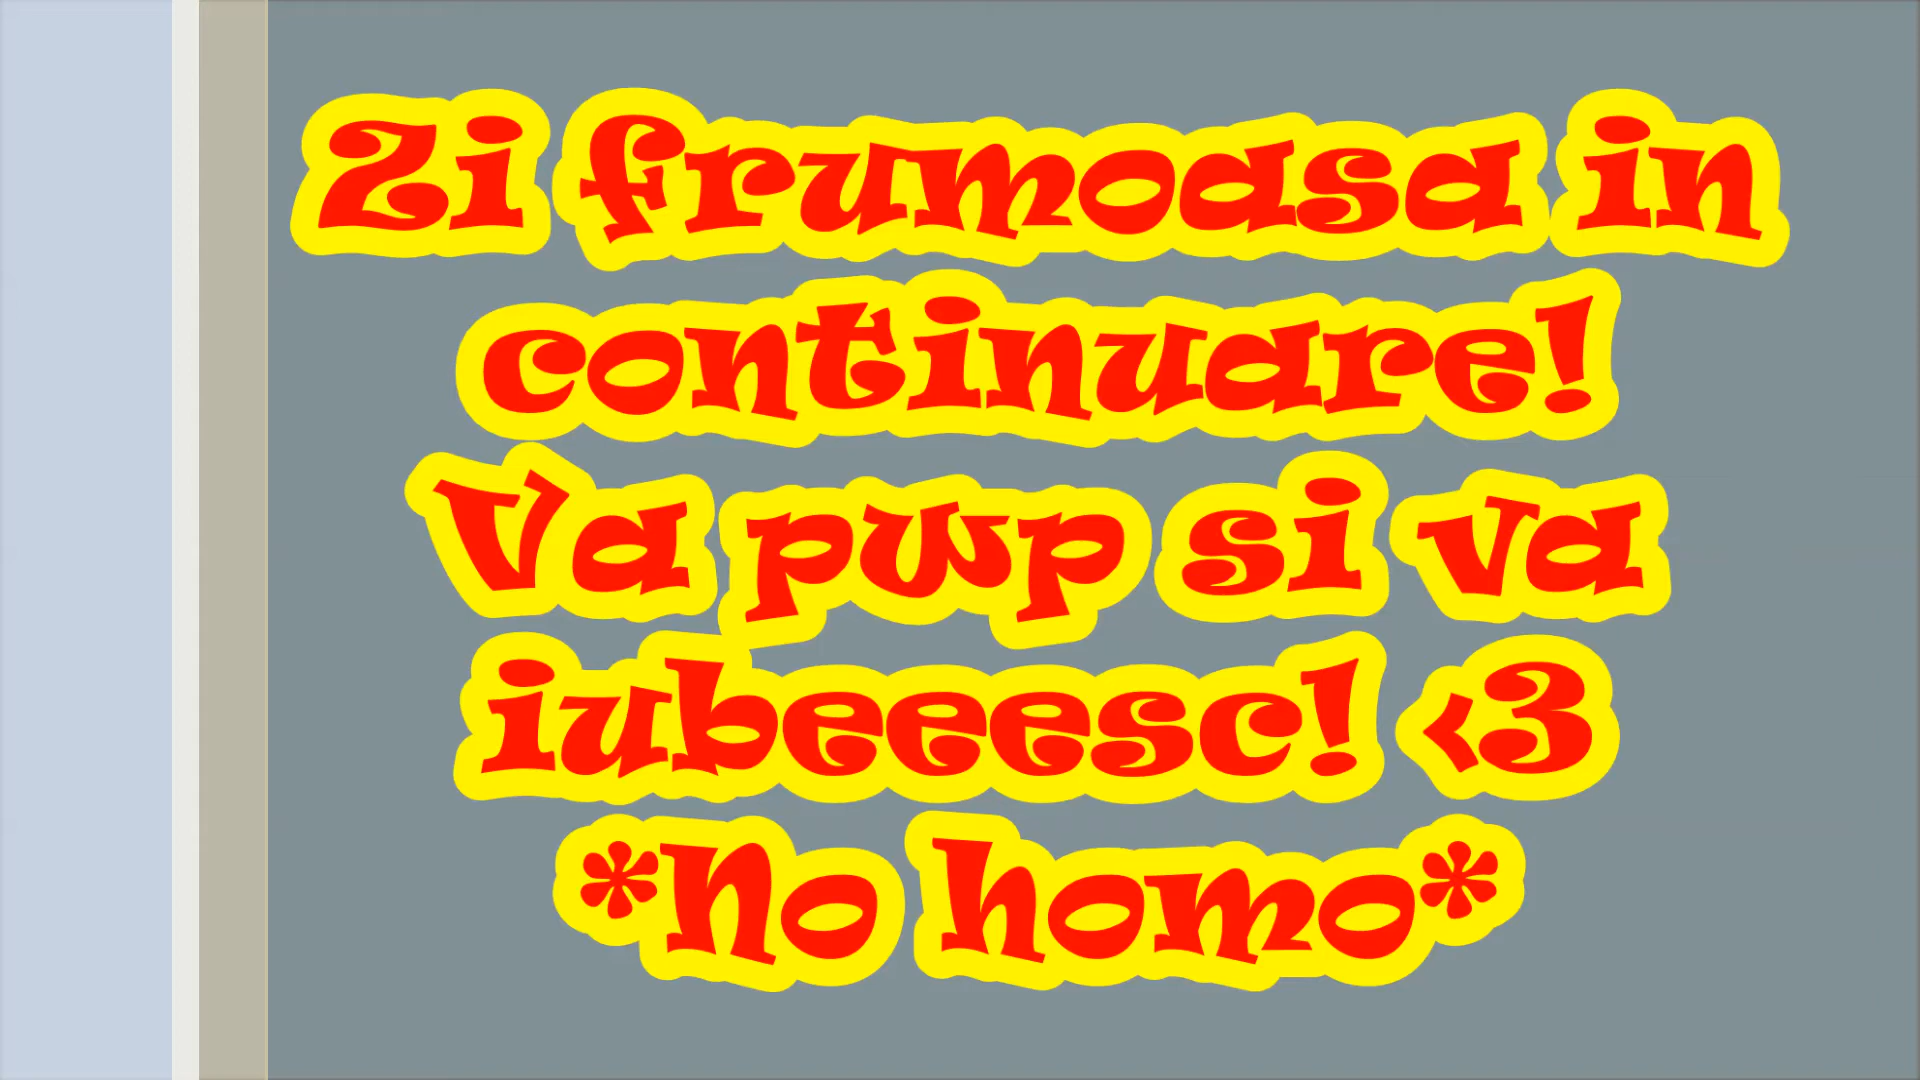 Zi frumoasa in
continuare!
Va pwp si va
iubeeesc! <3
*No homo*